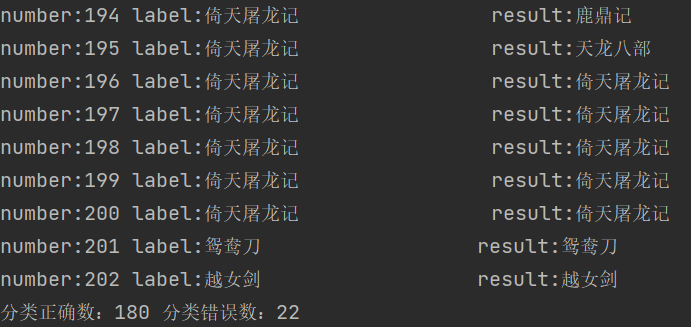 number:194 label:倚天屠龙记 result:鹿鼎记
number:195 label:倚天屠龙记 result:天龙八部
number:196 label:倚天屠龙记 result:倚天屠龙记
number:197 label:倚天屠龙记 result:倚天屠龙记
number:198 label:倚天屠龙记 result:倚天屠龙记
number:199 label:倚天屠龙记 result:倚天屠龙记
number:200 label:倚天屠龙记 result:倚天屠龙记
number:201 label:鸳鸯刀 result:鸳鸯刀
number:202 label:越女剑 result:越女剑
分类正确数：180 分类错误数：22